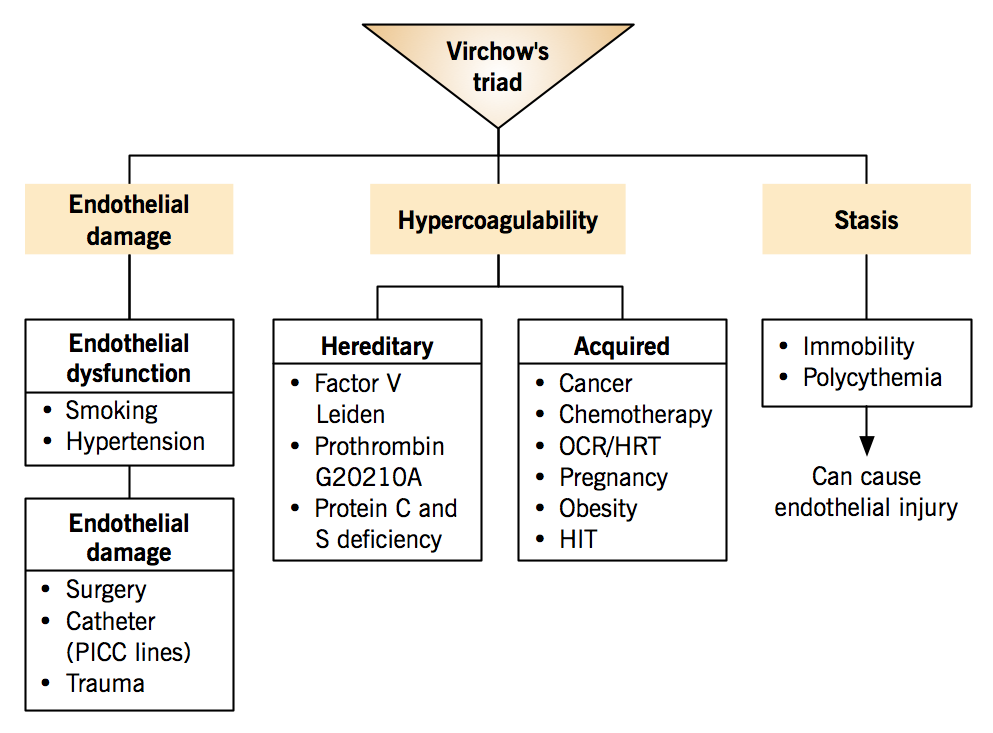 Virchow's
triad
Endothelial
damage
Hypercoagulability
Stasis
Endothelial
dysfunction
• Smoking
• Hypertension
Endothelial
damage
• Surgery
• Catheter
(PICC lines)
• Trauma
Hereditary
• Factor V
Leiden
• Prothrombin
G20210A
• Protein C and
S deficiency
Acquired
• Cancer
• Chemotherapy
• OCR/HRT
• Pregnancy
• Obesity
• HIT
• Immobility
• Polycythemia
Can cause
endothelial injury